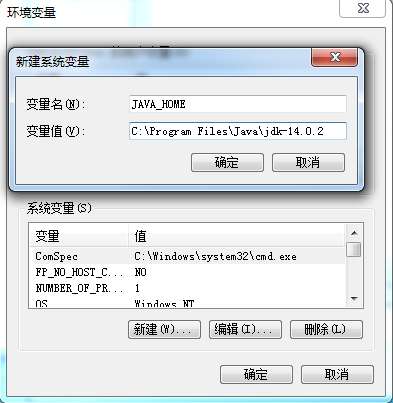 环境变量
新建系统变量
变量名(N):
JAVA_HOME
变量值(V):
C:\Program Files\Java\jdk-14.0.2
确定
取消
系统变量(S)
变量 值
ComSpec C:\Windows\system32\cmd.exe
FP_NO_HOST_C... NO
NUMBER_OF_PR... 1
OS Windows_NT
新建(W)... 编辑(I)... 删除(L)
确定 取消